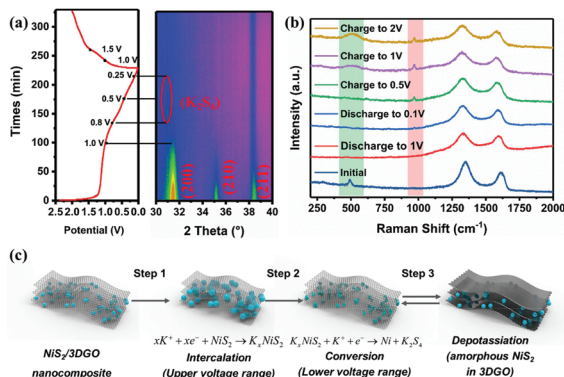 (a)
Times (min)
300
250
200
150
100
50
0
1.5 V
1.0 V
0.25 V
0.5 V
0.8 V
1.0 V
2.5 2.0 1.5 1.0 0.5 0.0
Potential (V)
(200)
(210)
(211)
30 32 34 36 38 40
2 Theta (°)
(b)
Intensity (a.u.)
Charge to 2V
Charge to 1V
Charge to 0.5V
Discharge to 0.1V
Discharge to 1V
Initial
250 500 750 1000 1250 1500 1750 2000
Raman Shift (cm⁻¹)
(c)
Step 1
Step 2
Step 3
NiS₂/3DGO
nanocomposite
xK⁺ + xe⁻ + NiS₂ → KₓNiS₂
Intercalation
(Upper voltage range)
KₓNiS₂ + K⁺ + e⁻ → Ni + K₂S₄
Conversion
(Lower voltage range)
Depotassiation
(amorphous NiS₂
in 3DGO)